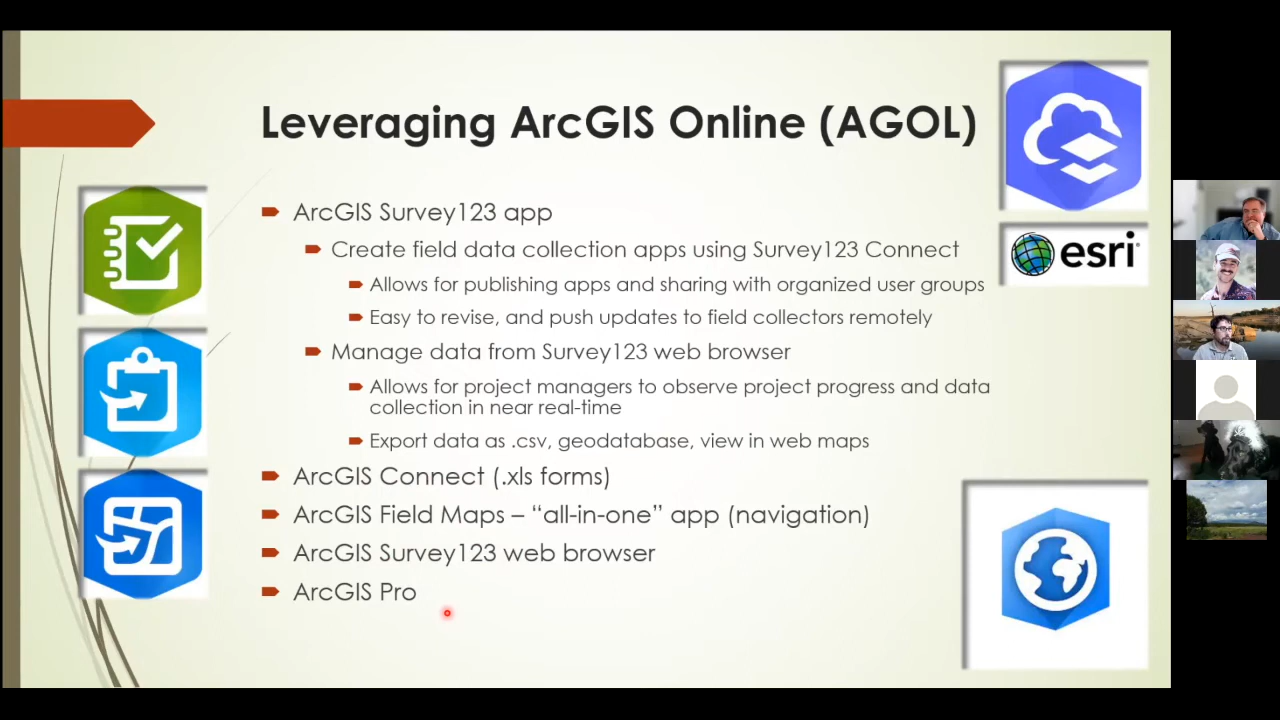 Leveraging ArcGIS Online (AGOL)
ArcGIS Survey123 app
Create field data collection apps using Survey123 Connect
Allows for publishing apps and sharing with organized user groups
Easy to revise, and push updates to field collectors remotely
Manage data from Survey123 web browser
Allows for project managers to observe project progress and data
collection in near real-time
Export data as .csv, geodatabase, view in web maps
ArcGIS Connect (.xls forms)
ArcGIS Field Maps – “all-in-one” app (navigation)
ArcGIS Survey123 web browser
ArcGIS Pro
esri